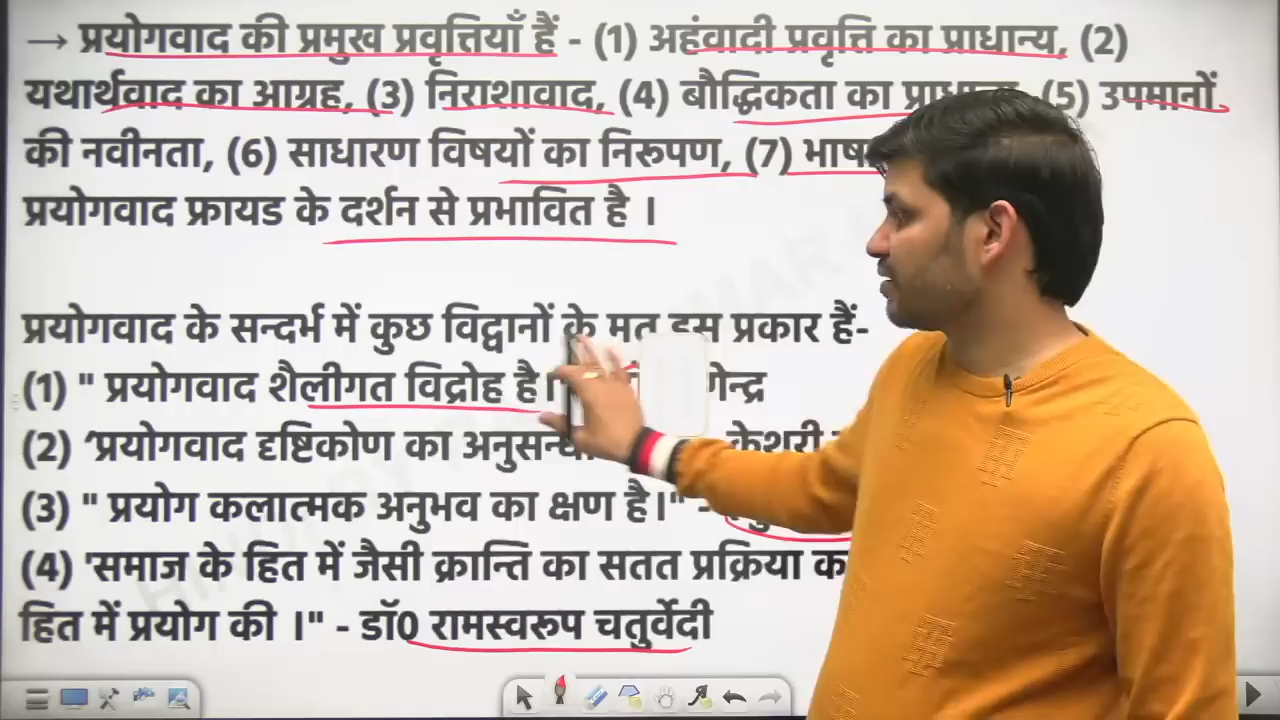 → प्रयोगवाद की प्रमुख प्रवृत्तियाँ हैं - (1) अहंवादी प्रवृत्ति का प्राधान्य, (2)
यथार्थवाद का आग्रह, (3) निराशावाद, (4) बौद्धिकता का (5) उपमानों
की नवीनता, (6) साधारण विषयों का निरूपण, (7)
प्रयोगवाद फ्रायड के दर्शन से प्रभावित है ।
प्रयोगवाद के सन्दर्भ में कुछ विद्वानों के मत इस प्रकार हैं-
(1) " प्रयोगवाद शैलीगत विद्रोह है।
(2) ‘प्रयोगवाद दृष्टिकोण का केशरी
(3) " प्रयोग कलात्मक अनुभव का क्षण है।" -
(4) 'समाज के हित में जैसी क्रान्ति का सतत प्रक्रिया
हित में प्रयोग की ।" - डॉ0 रामस्वरूप चतुर्वेदी